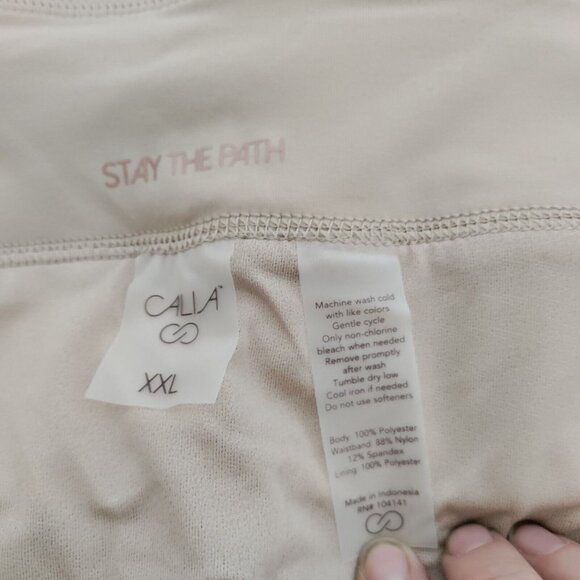 STAY THE PATH
CALIA™
XXL
Machine wash cold
with like colors
Gentle cycle
Only non-chlorine
bleach when needed
Remove promptly
after wash
Tumble dry low
Cool iron if needed
Do not use softeners
Body: 100% Polyester
Waistband: 88% Nylon
12% Spandex
Lining: 100% Polyester
Made in Indonesia
RN# 104141